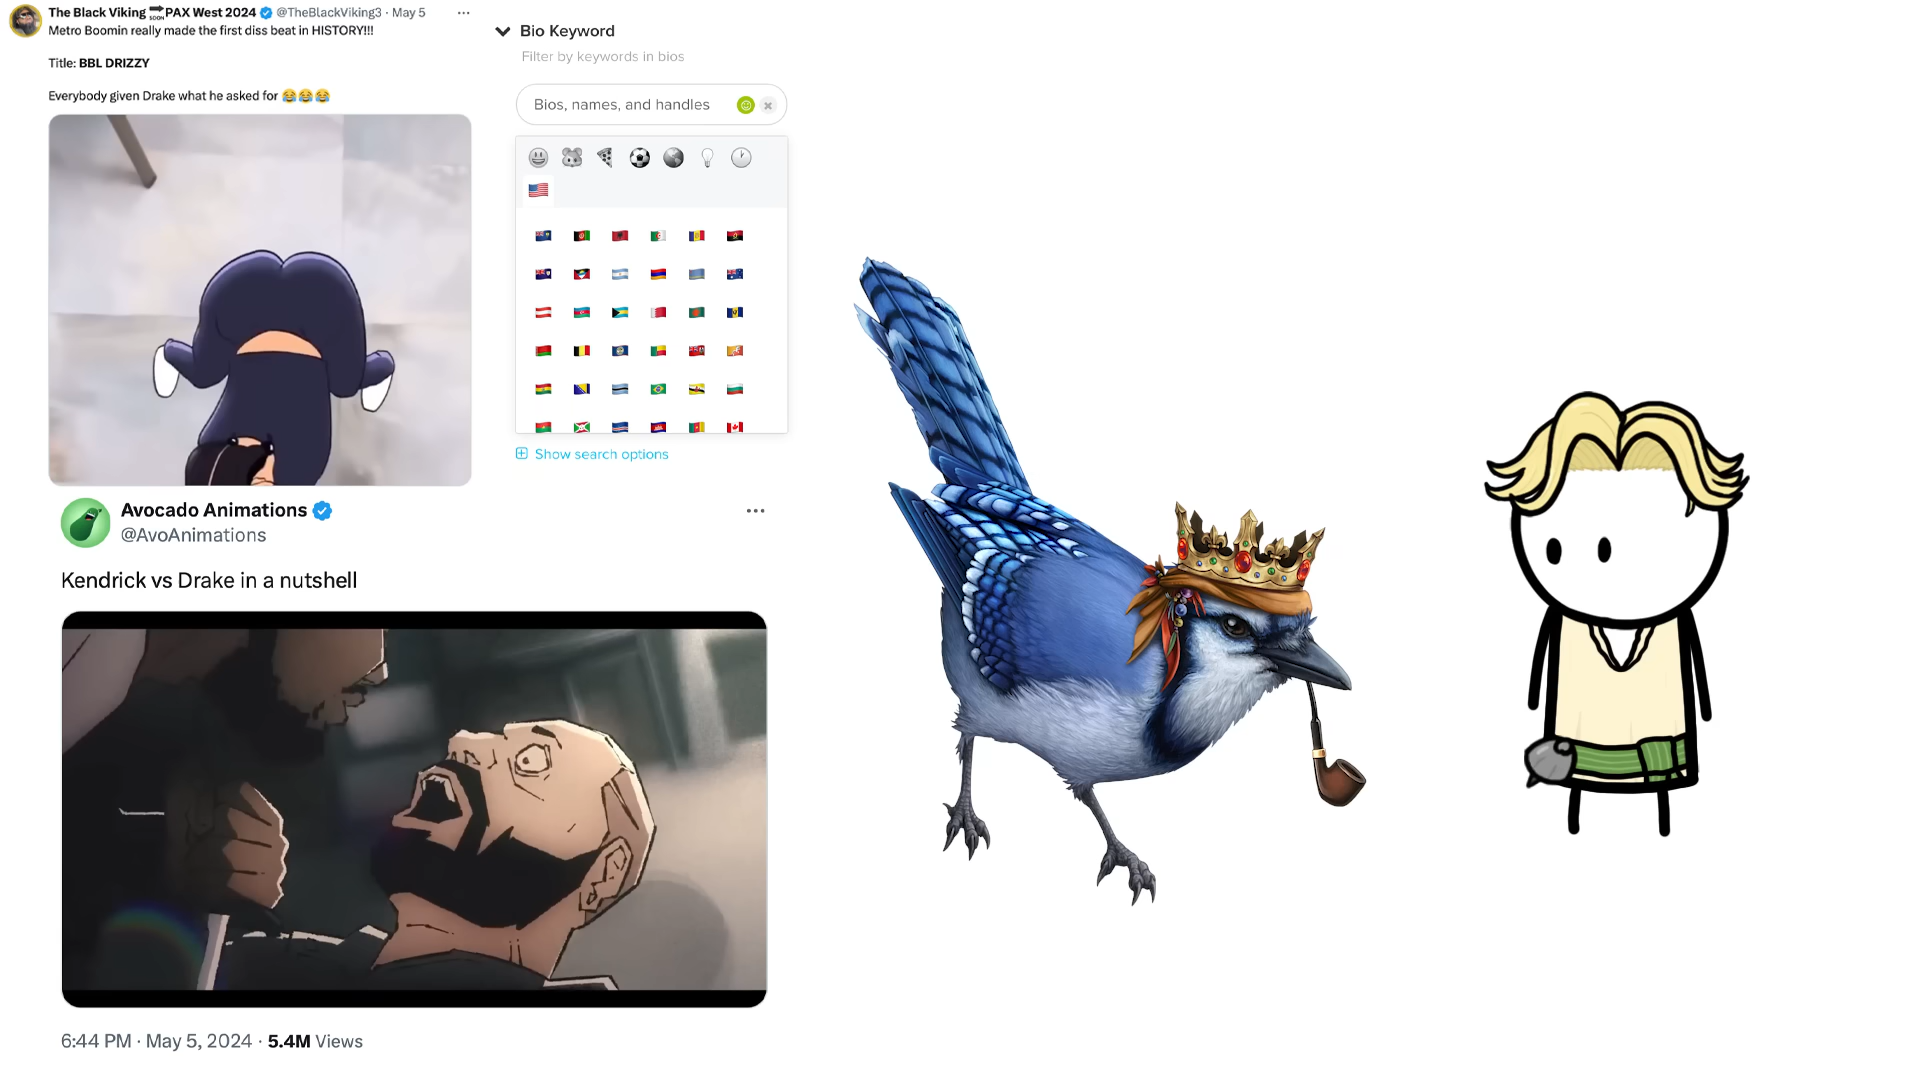 The Black Viking SOON PAX West 2024 @TheBlackViking3 · May 5
Metro Boomin really made the first diss beat in HISTORY!!!
Title: BBL DRIZZY
Everybody given Drake what he asked for 😂😂😂
Bio Keyword
Filter by keywords in bios
Bios, names, and handles
Show search options
Avocado Animations
@AvoAnimations
Kendrick vs Drake in a nutshell
6:44 PM · May 5, 2024 · 5.4M Views